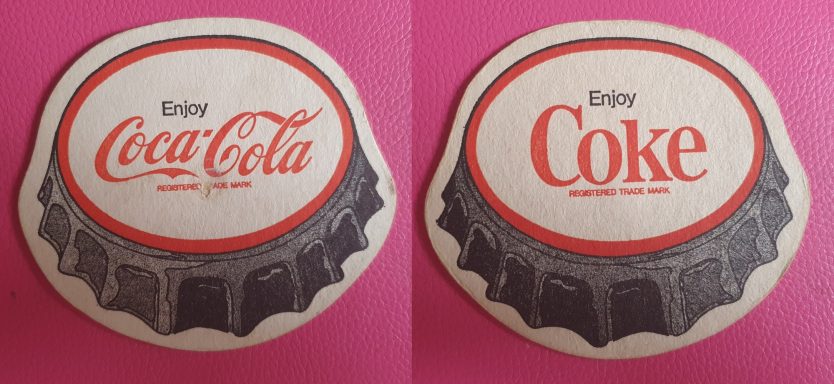 Enjoy
Coca-Cola
REGISTERED TRADE MARK
Enjoy
Coke
REGISTERED TRADE MARK